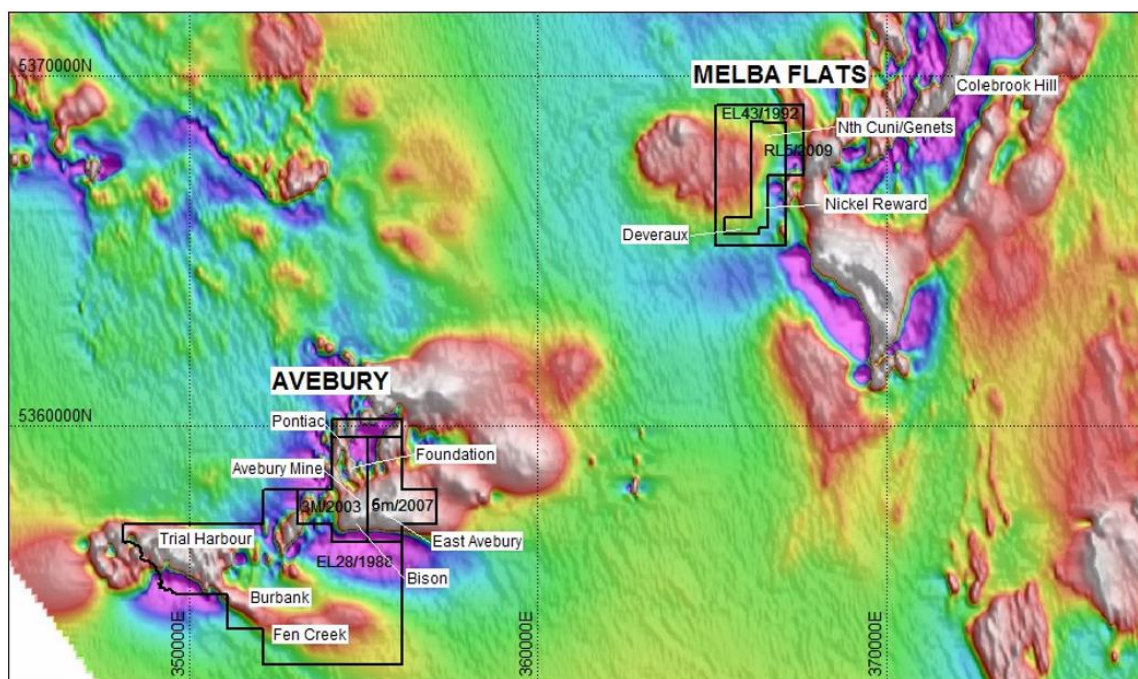 5370000N
MELBA FLATS
Colebrook Hill
EL43/1992
Nth Cuni/Genets
RL5/2009
Nickel Reward
Deveraux
AVEBURY
5360000N
Pontiac
Foundation
Avebury Mine
3M/2003
6m/2007
Trial Harbour
East Avebury
EL28/1988
Bison
Burbank
Fen Creek
350000E
360000E
370000E